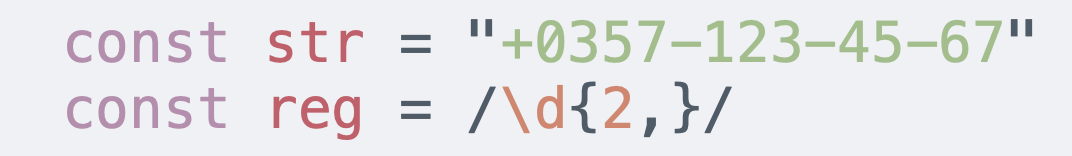 const str = "+0357-123-45-67"
const reg = /\d{2,}/